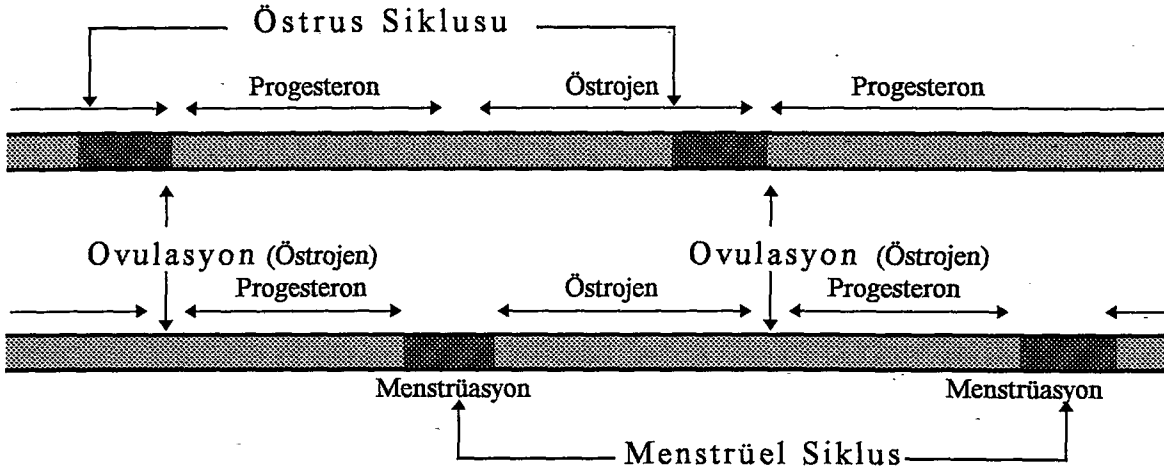 Östrus Siklusu
Progesteron Östrojen Progesteron
Ovulasyon (Östrojen) Ovulasyon (Östrojen)
Progesteron Östrojen Progesteron
Menstrüasyon Menstrüasyon
Menstrüel Siklus